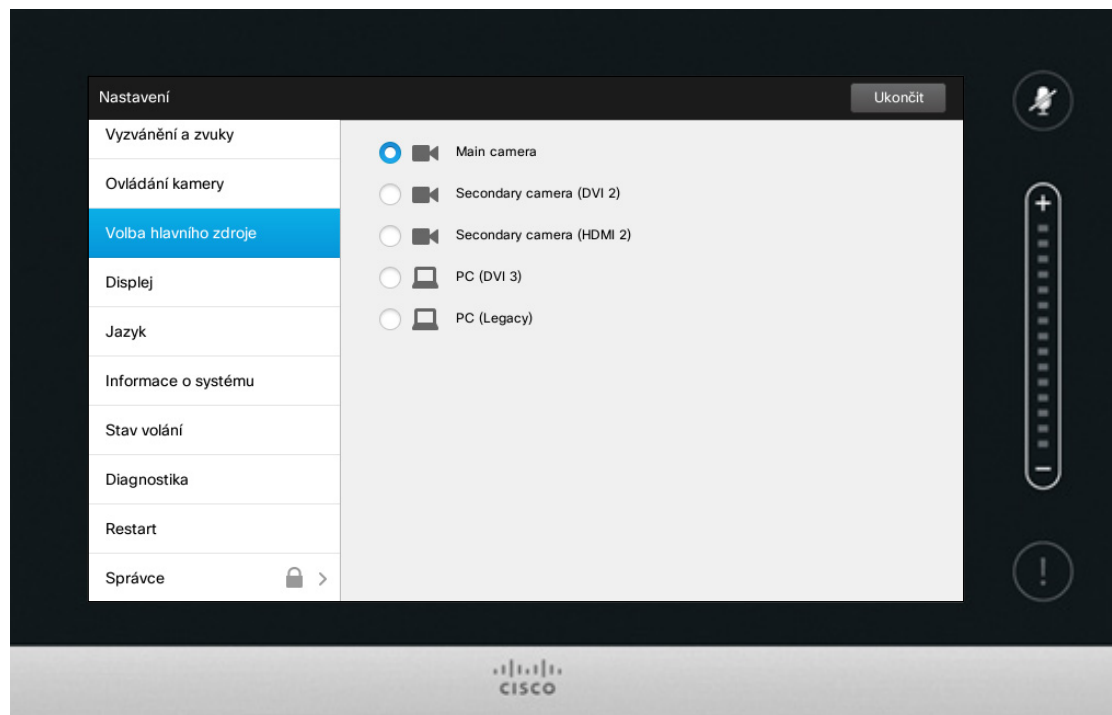 Nastavení
Ukončit
Vyzvánění a zvuky
Ovládání kamery
Volba hlavního zdroje
Displej
Jazyk
Informace o systému
Stav volání
Diagnostika
Restart
Správce
Main camera
Secondary camera (DVI 2)
Secondary camera (HDMI 2)
PC (DVI 3)
PC (Legacy)
+
−
!
CISCO